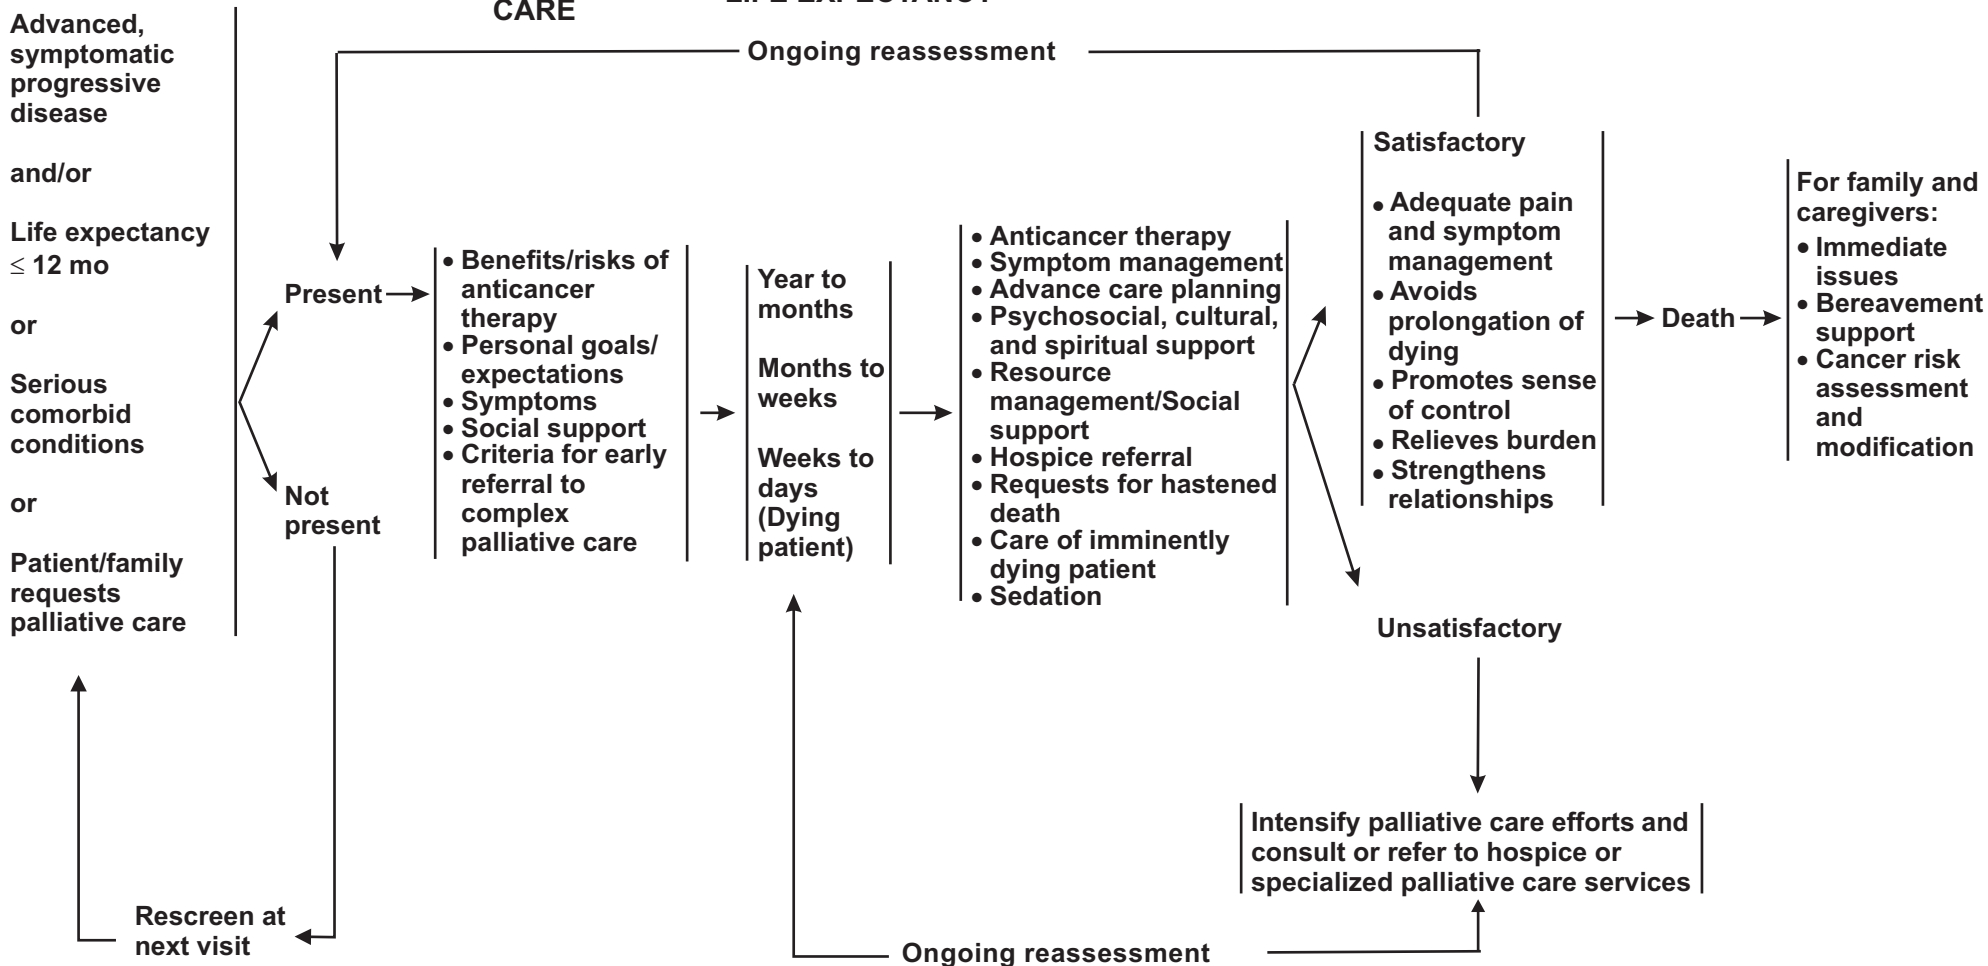 CARE
LIFE EXPECTANCY
Advanced,
symptomatic
progressive
disease
and/or
Life expectancy
≤ 12 mo
or
Serious
comorbid
conditions
or
Patient/family
requests
palliative care
Ongoing reassessment
Present
Not
present
Rescreen at
next visit
• Benefits/risks of
anticancer
therapy
• Personal goals/
expectations
• Symptoms
• Social support
• Criteria for early
referral to
complex
palliative care
Year to
months
Months to
weeks
Weeks to
days
(Dying
patient)
• Anticancer therapy
• Symptom management
• Advance care planning
• Psychosocial, cultural,
and spiritual support
• Resource
management/Social
support
• Hospice referral
• Requests for hastened
death
• Care of imminently
dying patient
• Sedation
Satisfactory
• Adequate pain
and symptom
management
• Avoids
prolongation of
dying
• Promotes sense
of control
• Relieves burden
• Strengthens
relationships
Unsatisfactory
Intensify palliative care efforts and
consult or refer to hospice or
specialized palliative care services
Ongoing reassessment
Death
For family and
caregivers:
• Immediate
issues
• Bereavement
support
• Cancer risk
assessment
and
modification